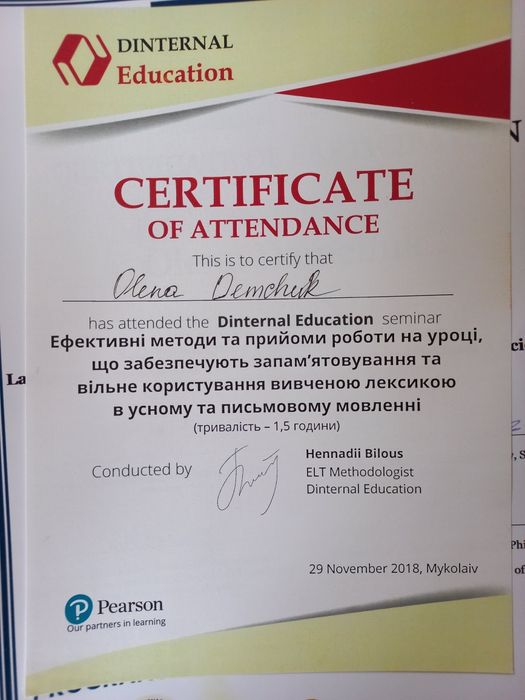 DINTERNAL
Education
CERTIFICATE
OF ATTENDANCE
This is to certify that
Olena Demchuk
has attended the Dinternal Education seminar
Ефективні методи та прийоми роботи на уроці,
що забезпечують запам'ятовування та
вільне користування вивченою лексикою
в усному та письмовому мовленні
(тривалість – 1,5 години)
Conducted by
Hennadii Bilous
ELT Methodologist
Dinternal Education
29 November 2018, Mykolaiv
Pearson
Our partners in learning